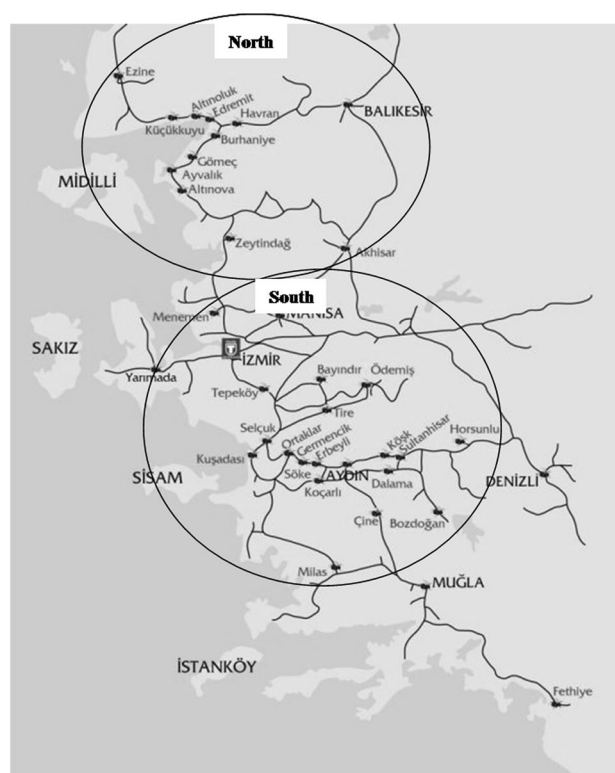 North
Ezine
Altınoluk
Edremit
Havran
BALIKESİR
Küçükkuyu
Burhaniye
Gömeç
MİDİLLİ
Ayvalık
Altınova
Zeytindağ
Akhisar
South
Menemen
MANİSA
SAKIZ
İZMİR
Yarımada
Bayındır
Ödemiş
Tepeköy
Tire
Selçuk
Ortaklar
Germencik
Erbeyli
Köşk
Sultanhisar
Horsunlu
Kuşadası
SİSAM
Söke
AYDIN
Koçarlı
Dalama
DENİZLİ
Çine
Bozdoğan
Milas
MUĞLA
İSTANKÖY
Fethiye